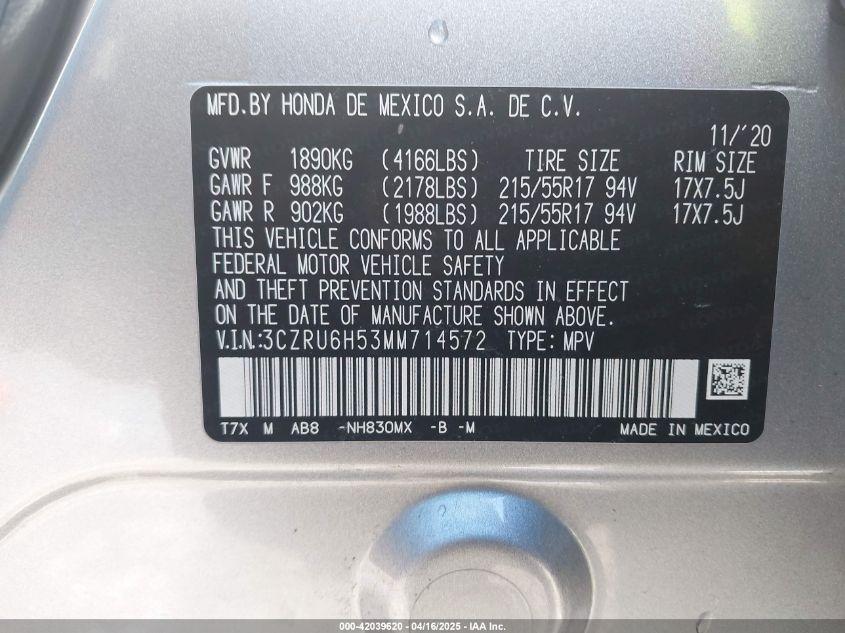 MFD.BY HONDA DE MEXICO S.A. DE C.V.
11/'20
GVWR 1890KG (4166LBS) TIRE SIZE RIM SIZE
GAWR F 988KG (2178LBS) 215/55R17 94V 17X7.5J
GAWR R 902KG (1988LBS) 215/55R17 94V 17X7.5J
THIS VEHICLE CONFORMS TO ALL APPLICABLE
FEDERAL MOTOR VEHICLE SAFETY
AND THEFT PREVENTION STANDARDS IN EFFECT
ON THE DATE OF MANUFACTURE SHOWN ABOVE.
V.I.N.:3CZRU6H53MM714572 TYPE: MPV
T7X M AB8 -NH830MX -B -M MADE IN MEXICO
000-42039620 - 04/16/2025 - IAA Inc.